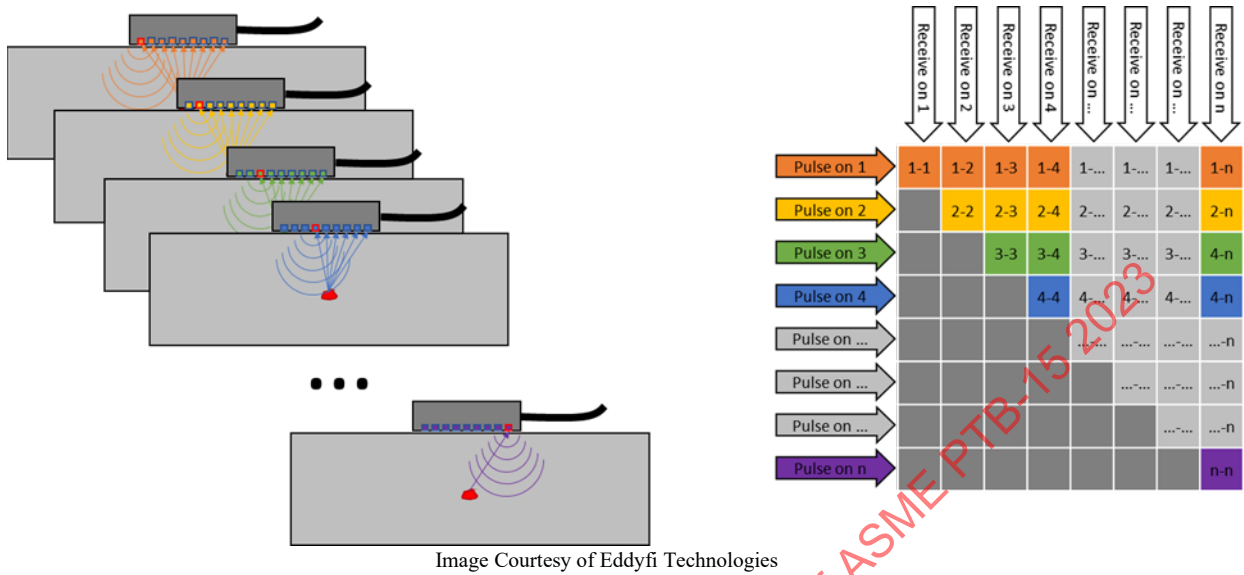 Receive on 1
Receive on 2
Receive on 3
Receive on 4
Receive on ...
Receive on ...
Receive on ...
Receive on n
Pulse on 1 1-1 1-2 1-3 1-4 1-... 1-... 1-... 1-n
Pulse on 2 2-2 2-3 2-4 2-... 2-... 2-... 2-n
Pulse on 3 3-3 3-4 3-... 3-... 3-... 4-n
Pulse on 4 4-4 4-... 4-... 4-... 4-n
Pulse on ... ...-... ...-... ...-... ...-n
Pulse on ... ...-... ...-... ...-n
Pulse on ... ...-... ...-n
Pulse on n n-n
Image Courtesy of Eddyfi Technologies
ASME PTB-15 2023